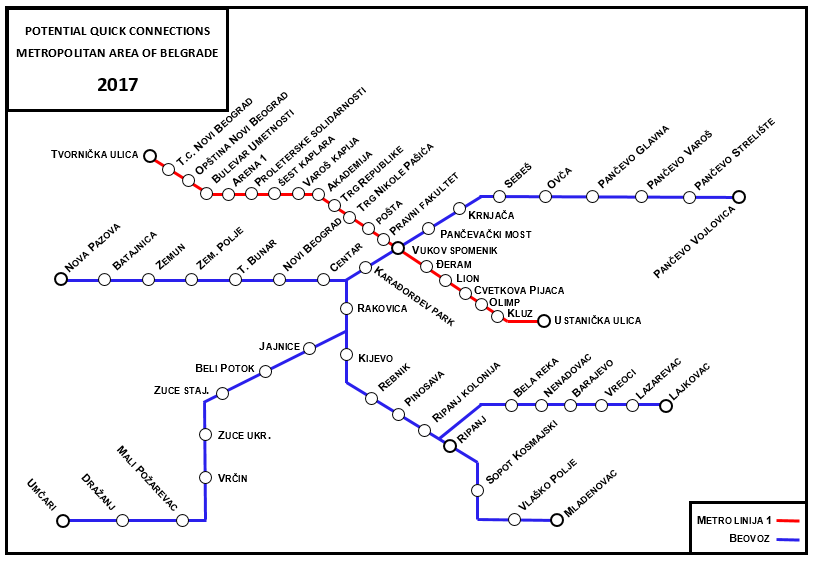 POTENTIAL QUICK CONNECTIONS
METROPOLITAN AREA OF BELGRADE
2017
TVORNIČKA ULICA
T.C. NOVI BEOGRAD
OPŠTINA NOVI BEOGRAD
BULEVAR UMETNOSTI
ARENA 1
PROLETERSKE SOLIDARNOSTI
ŠEST KAPLARA
VAROŠ KAPIJA
AKADEMIJA
TRG REPUBLIKE
TRG NIKOLE PAŠIĆA
POŠTA
PRAVNI FAKULTET
VUKOV SPOMENIK
ĐERAM
LION
CVETKOVA PIJACA
OLIMP
KLUZ
USTANIČKA ULICA
NOVA PAZOVA
BATAJNICA
ZEMUN
ZEM. POLJE
T. BUNAR
NOVI BEOGRAD
CENTAR
KARAĐORĐEV PARK
PANČEVAČKI MOST
KRNJAČA
SEBEŠ
OVČA
PANČEVO GLAVNA
PANČEVO VAROŠ
PANČEVO STRELIŠTE
PANČEVO VOJLOVICA
RAKOVICA
JAJNICE
BELI POTOK
ZUCE STAJ.
ZUCE UKR.
VRČIN
MALI POŽAREVAC
DRAŽANJ
UMČARI
KIJEVO
REBNIK
PINOSAVA
RIPANJ KOLONIJA
RIPANJ
BELA REKA
NENADOVAC
BARAJEVO
VREOCI
LAZAREVAC
LAJKOVAC
SOPOT KOSMAJSKI
VLAŠKO POLJE
MLADENOVAC
METRO LINIJA 1
BEOVOZ